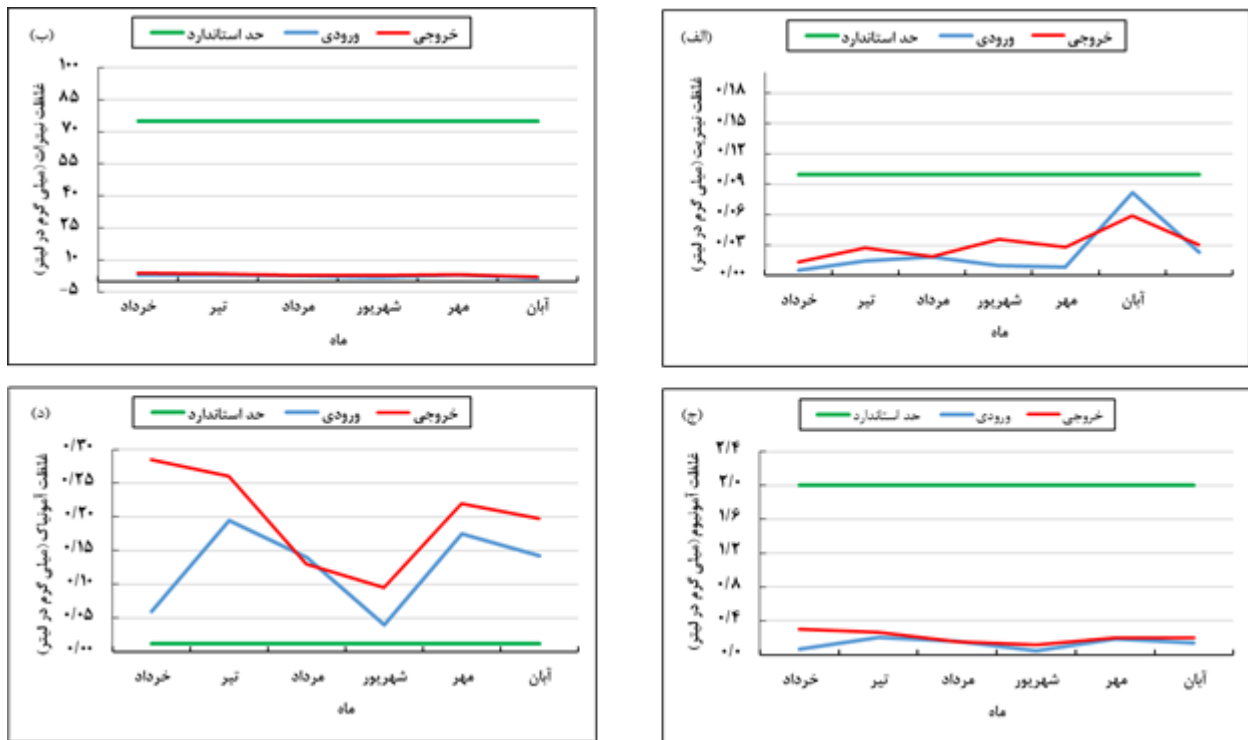 (الف)
حد استاندارد ورودی خروجی
غلظت نیتریت (میلی گرم در لیتر)
۰/۱۸
۰/۱۵
۰/۱۲
۰/۰۹
۰/۰۶
۰/۰۳
۰/۰۰
خرداد تیر مرداد شهریور مهر آبان
ماه
(ب)
حد استاندارد ورودی خروجی
غلظت نیترات (میلی گرم در لیتر)
۱۰۰
۸۵
۷۰
۵۵
۴۰
۲۵
۱۰
-۵
خرداد تیر مرداد شهریور مهر آبان
ماه
(ج)
حد استاندارد ورودی خروجی
غلظت آمونیوم (میلی گرم در لیتر)
۲/۴
۲/۰
۱/۶
۱/۲
۰/۸
۰/۴
۰/۰
خرداد تیر مرداد شهریور مهر آبان
ماه
(د)
حد استاندارد ورودی خروجی
غلظت آمونیاک (میلی گرم در لیتر)
۰/۳۰
۰/۲۵
۰/۲۰
۰/۱۵
۰/۱۰
۰/۰۵
۰/۰۰
خرداد تیر مرداد شهریور مهر آبان
ماه